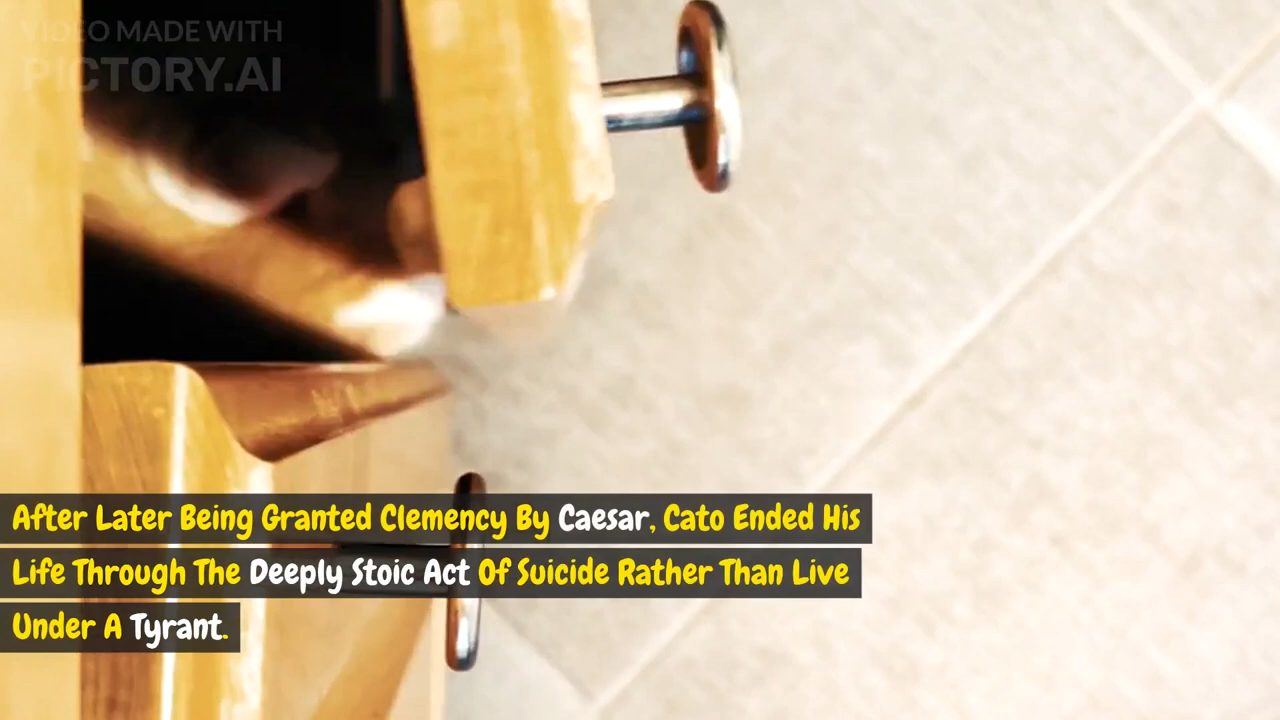 VIDEO MADE WITH
PICTORY.AI
After Later Being Granted Clemency By Caesar, Cato Ended His
Life Through The Deeply Stoic Act Of Suicide Rather Than Live
Under A Tyrant.